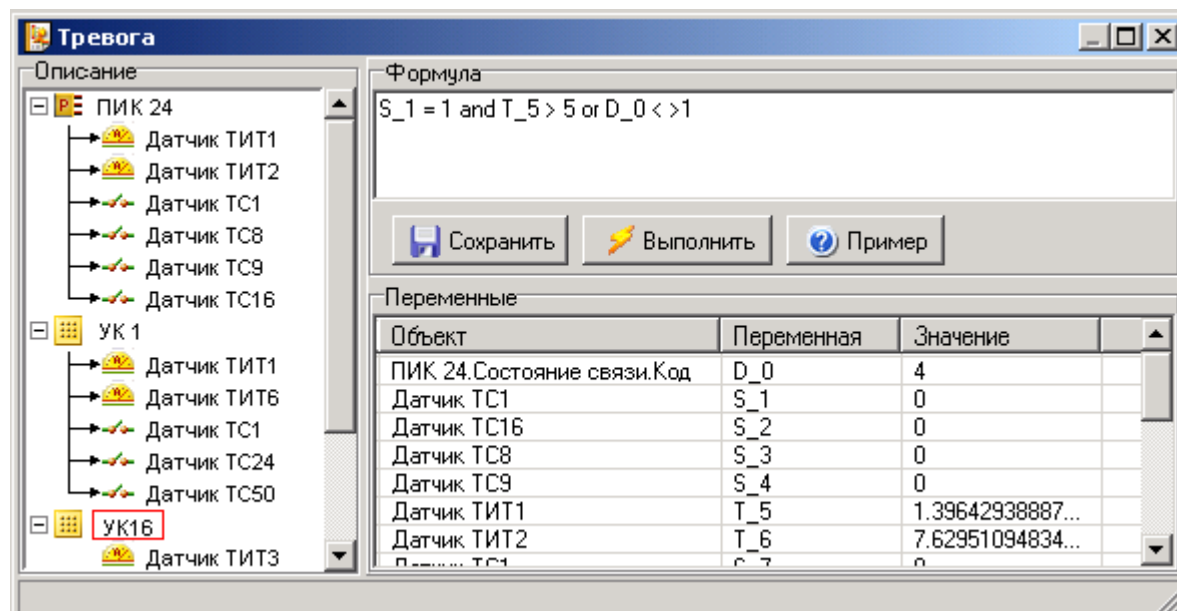 Тревога
Описание
ПИК 24
Датчик ТИТ1
Датчик ТИТ2
Датчик ТС1
Датчик ТС8
Датчик ТС9
Датчик ТС16
УК 1
Датчик ТИТ1
Датчик ТИТ6
Датчик ТС1
Датчик ТС24
Датчик ТС50
УК16
Датчик ТИТ3
Формула
S_1 = 1 and T_5 > 5 or D_0 < >1
Сохранить Выполнить Пример
Переменные
Объект Переменная Значение
ПИК 24.Состояние связи.Код D_0 4
Датчик ТС1 S_1 0
Датчик ТС16 S_2 0
Датчик ТС8 S_3 0
Датчик ТС9 S_4 0
Датчик ТИТ1 T_5 1.39642938887...
Датчик ТИТ2 T_6 7.62951094834...